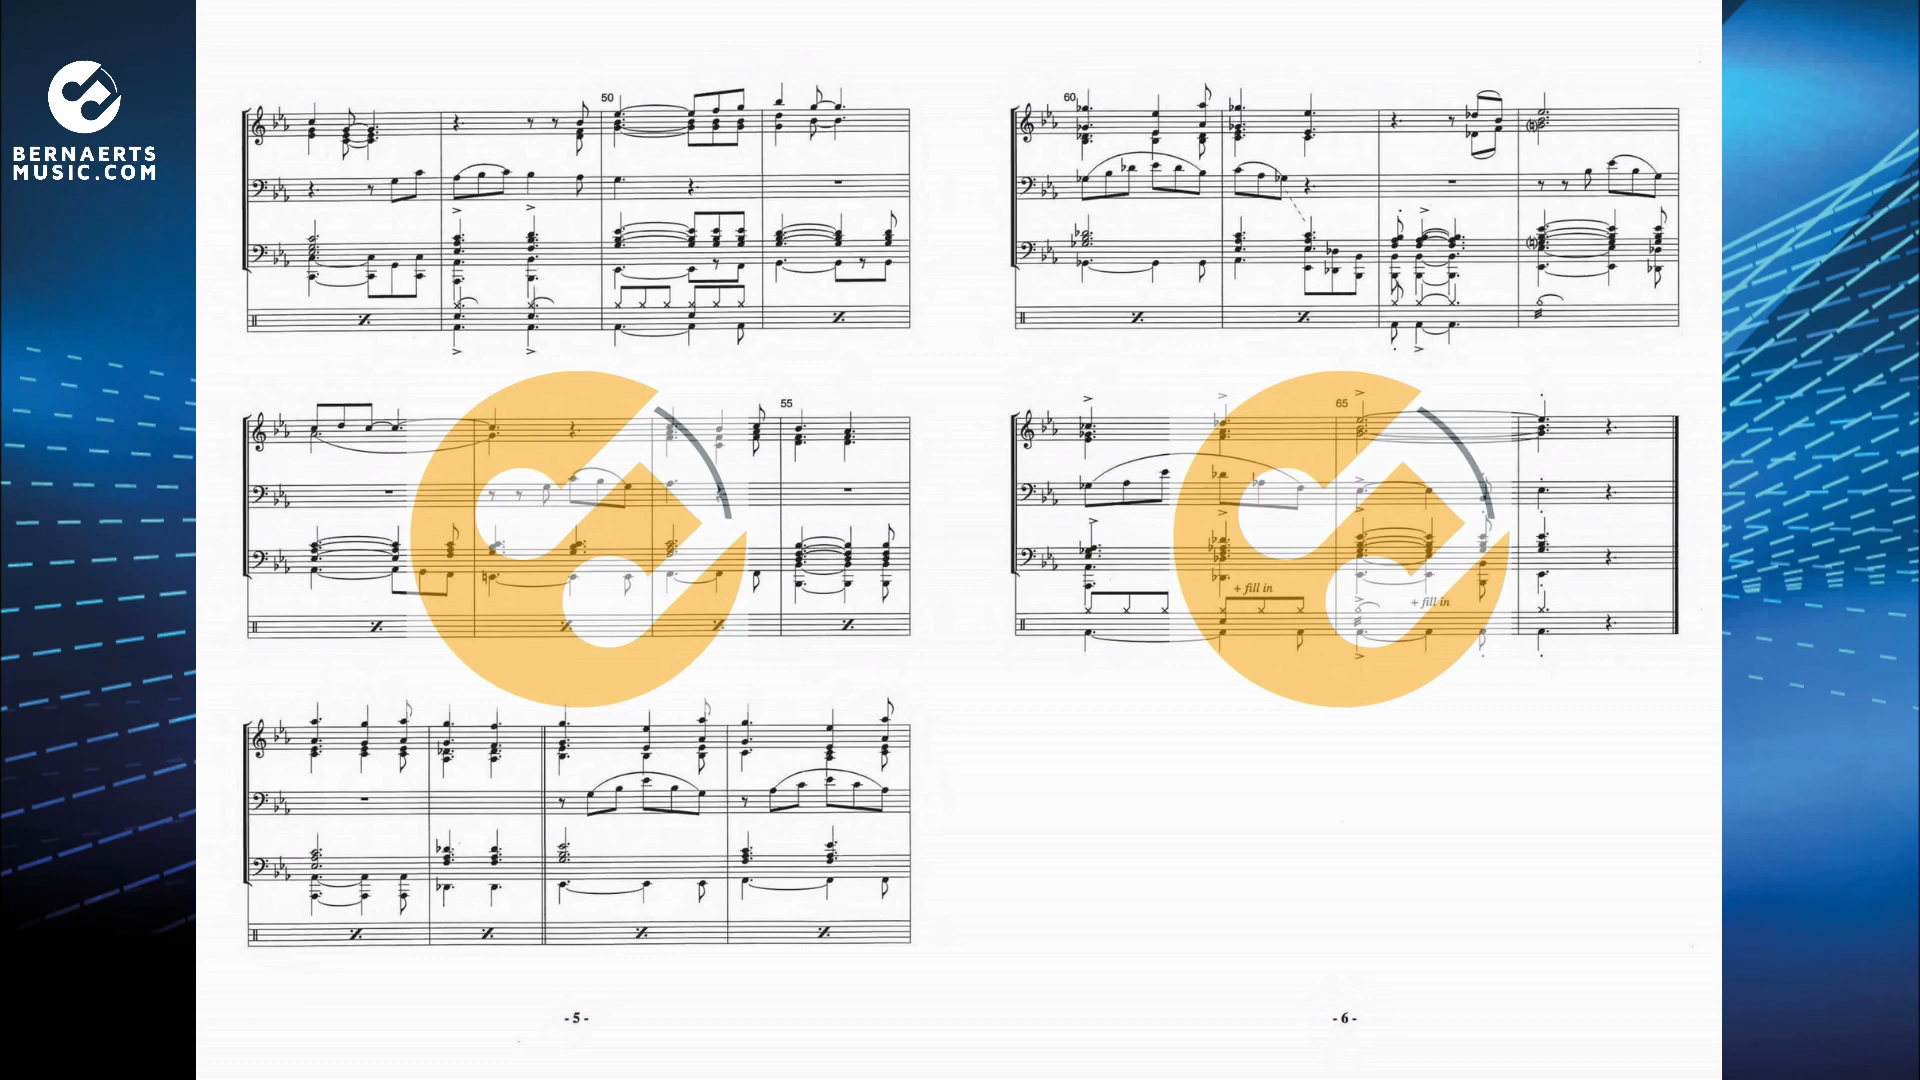 BERNAERTS
MUSIC.COM
50
55
- 5 -
60
65
+ fill in
+ fill in
- 6 -